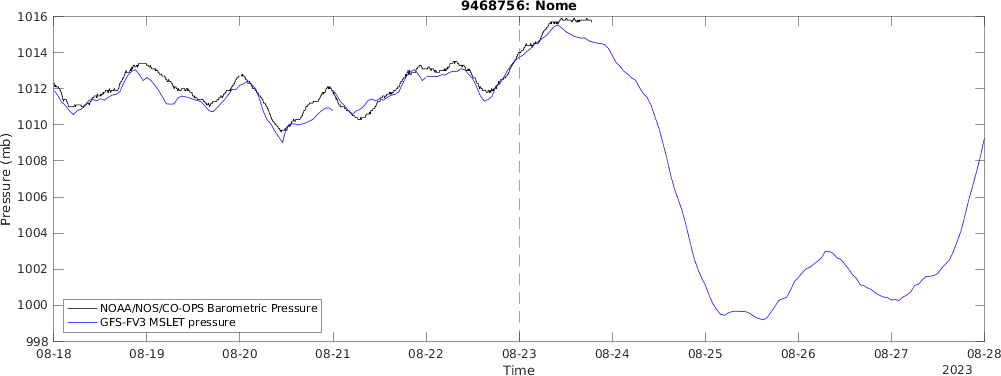 9468756: Nome
Pressure (mb)
1016
1014
1012
1010
1008
1006
1004
1002
1000
998
NOAA/NOS/CO-OPS Barometric Pressure
GFS-FV3 MSLET pressure
08-18 08-19 08-20 08-21 08-22 08-23 08-24 08-25 08-26 08-27 08-28
Time
2023